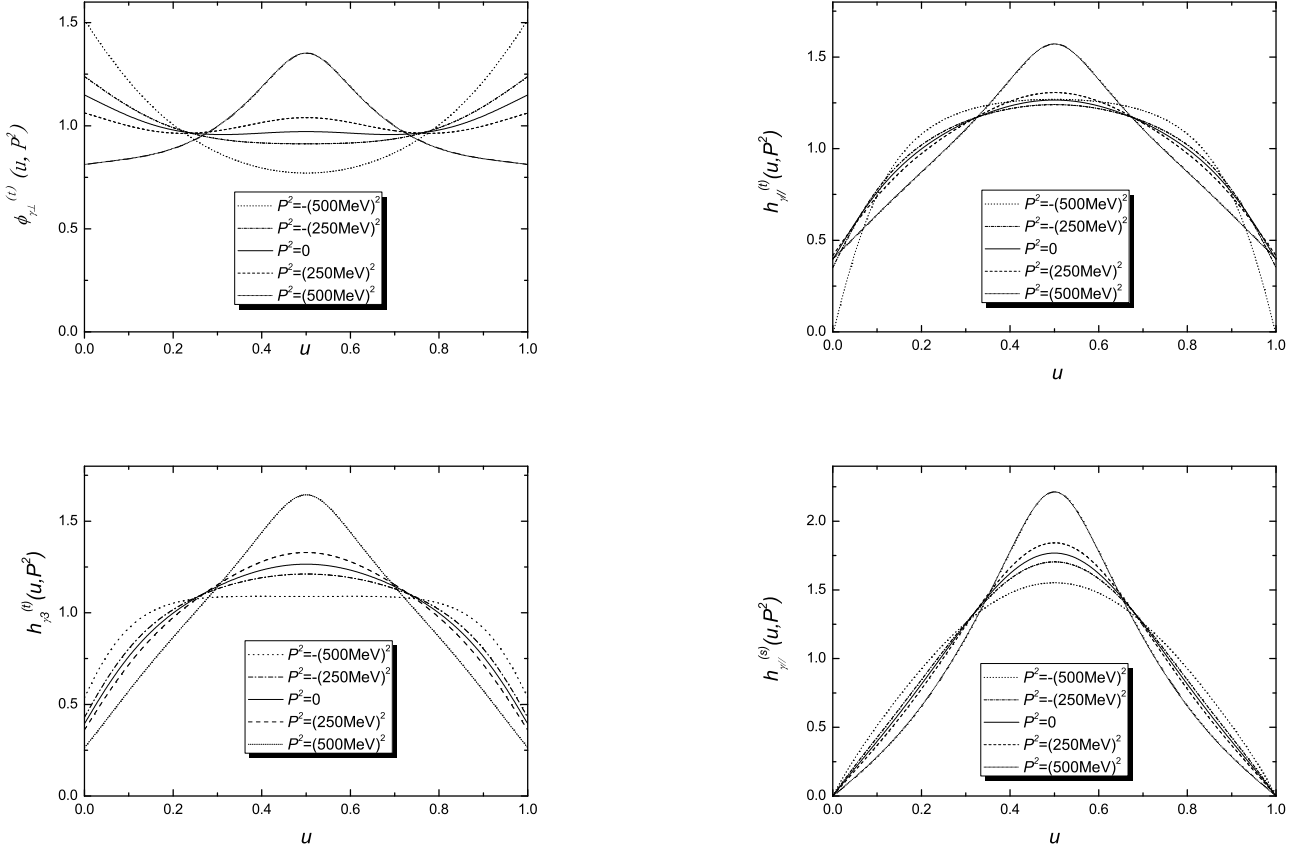 1.5
1.0
0.5
0.0
ϕγ⊥(t) (u, P²)
P²=-(500MeV)²
P²=-(250MeV)²
P²=0
P²=(250MeV)²
P²=(500MeV)²
0.0 0.2 0.4 0.6 0.8 1.0
u
1.5
1.0
0.5
0.0
hγ//(t)(u,P²)
P²=-(500MeV)²
P²=-(250MeV)²
P²=0
P²=(250MeV)²
P²=(500MeV)²
0.0 0.2 0.4 0.6 0.8 1.0
u
1.5
1.0
0.5
0.0
hγ3(t)(u,P²)
P²=-(500MeV)²
P²=-(250MeV)²
P²=0
P²=(250MeV)²
P²=(500MeV)²
0.0 0.2 0.4 0.6 0.8 1.0
u
2.0
1.5
1.0
0.5
0.0
hγ//(s)(u,P²)
P²=-(500MeV)²
P²=-(250MeV)²
P²=0
P²=(250MeV)²
P²=(500MeV)²
0.0 0.2 0.4 0.6 0.8 1.0
u